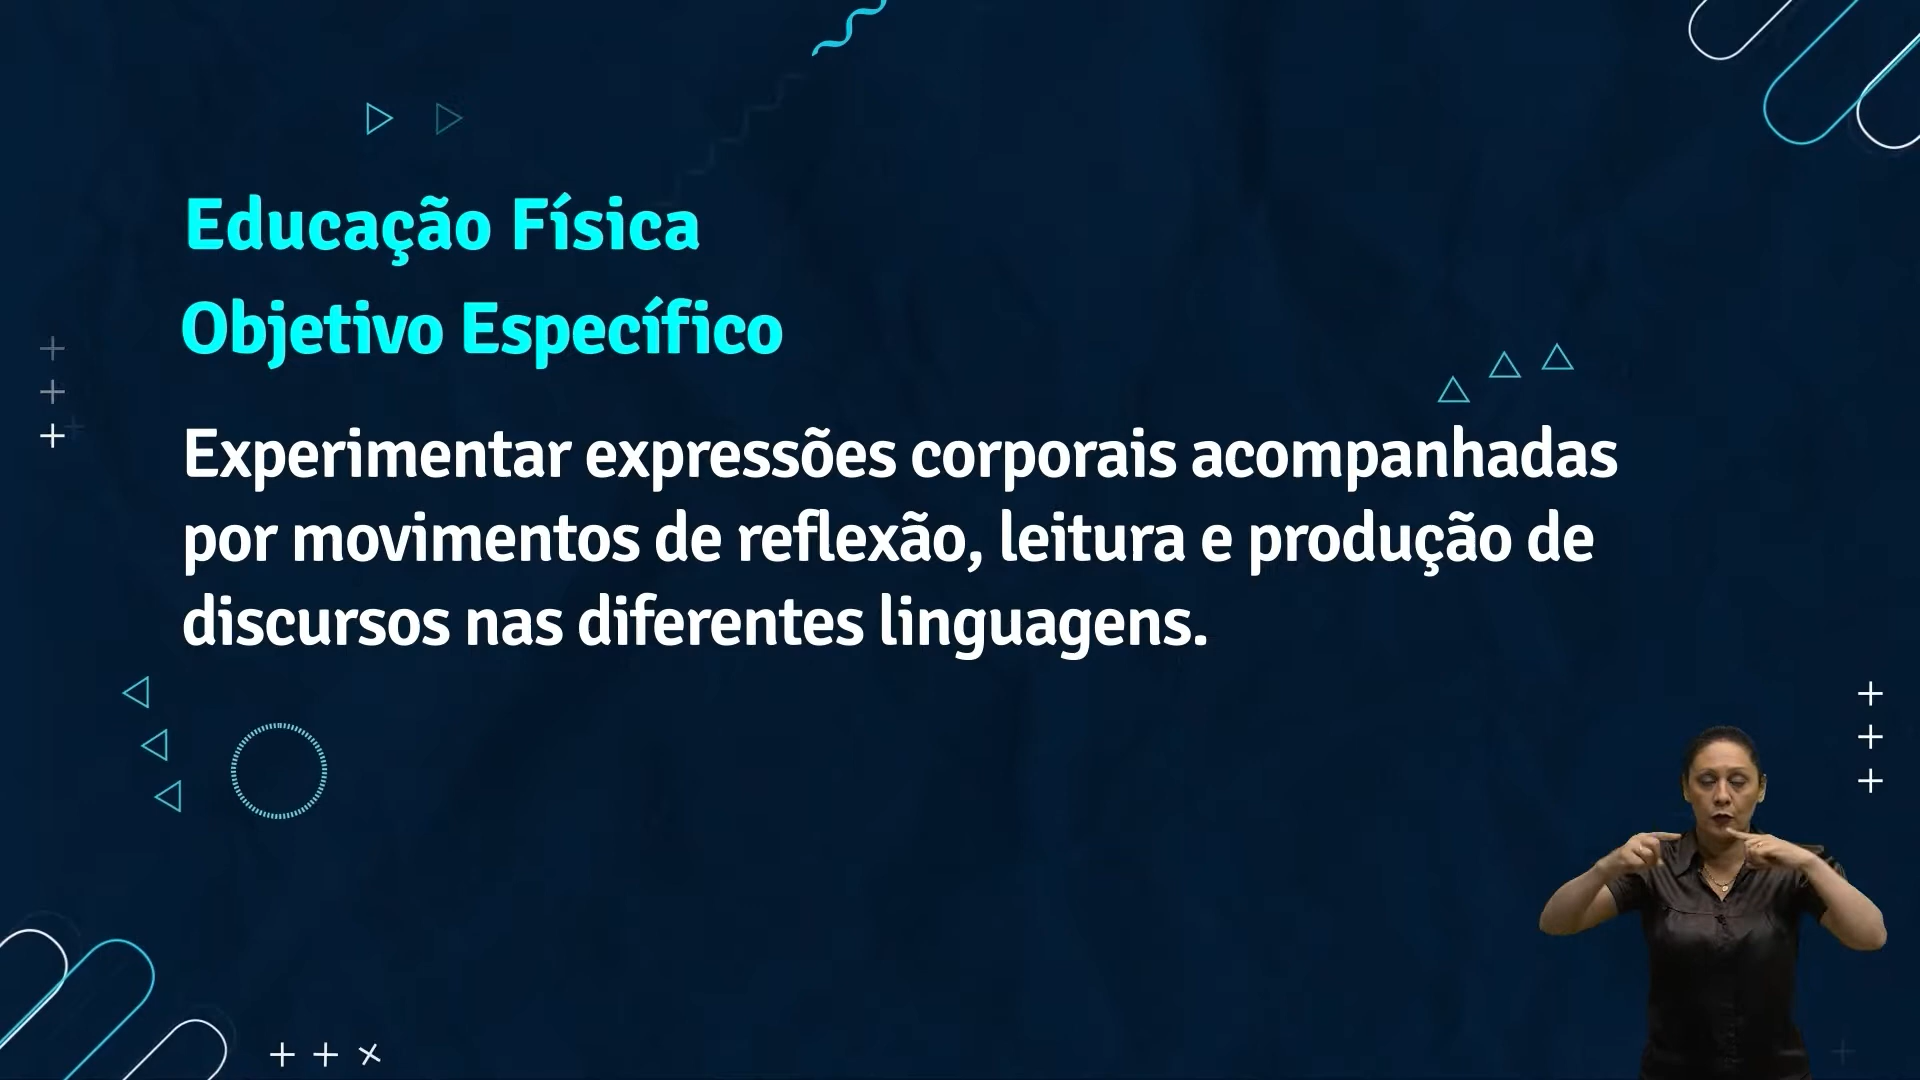 Educação Física
Objetivo Específico
Experimentar expressões corporais acompanhadas
por movimentos de reflexão, leitura e produção de
discursos nas diferentes linguagens.